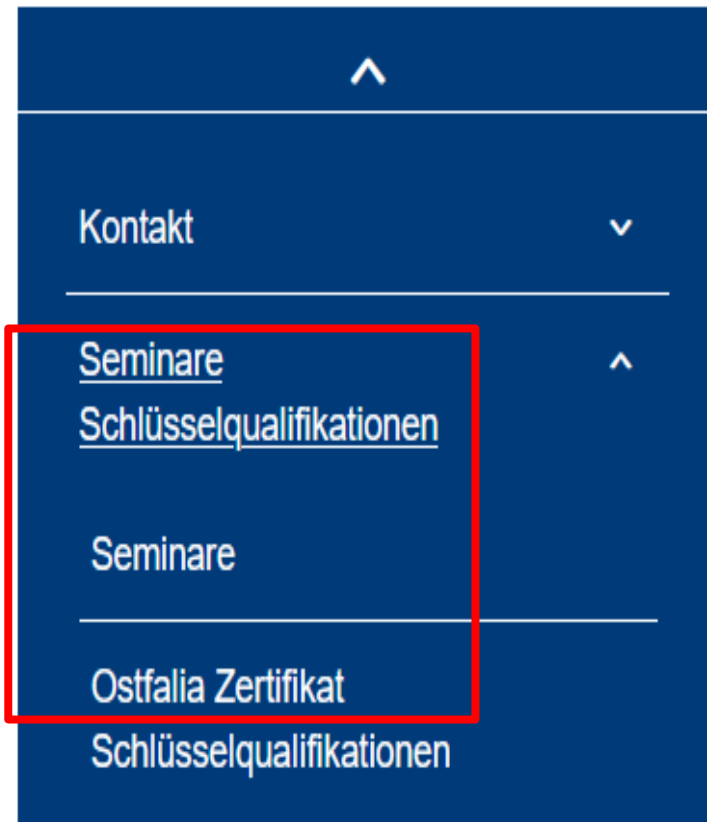 Kontakt
Seminare
Schlüsselqualifikationen
Seminare
Ostfalia Zertifikat
Schlüsselqualifikationen